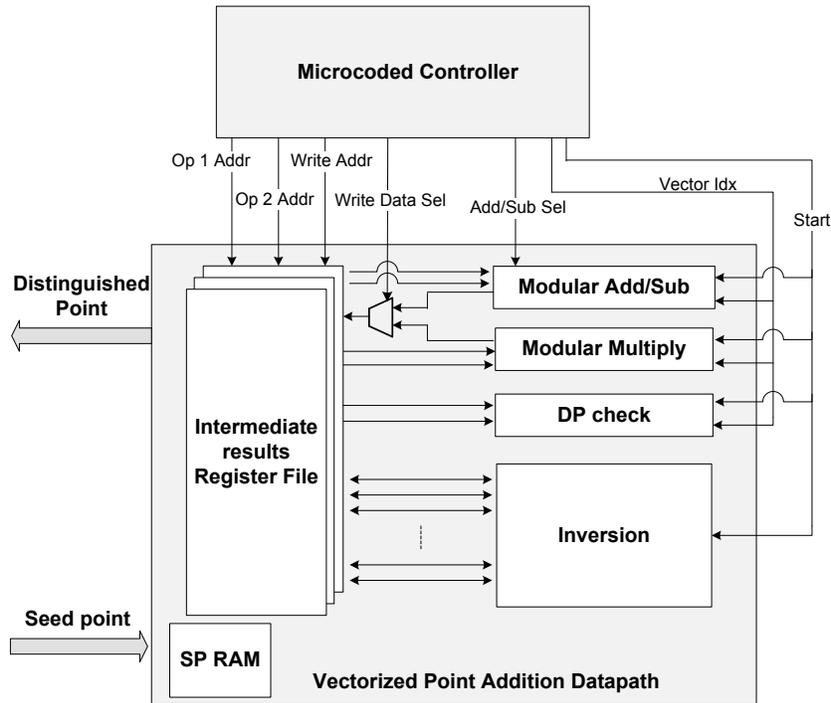 Microcoded Controller
Op 1 Addr
Write Addr
Op 2 Addr
Write Data Sel
Add/Sub Sel
Vector Idx
Start
Distinguished
Point
Modular Add/Sub
Modular Multiply
DP check
Intermediate
results
Register File
Inversion
Seed point
SP RAM
Vectorized Point Addition Datapath